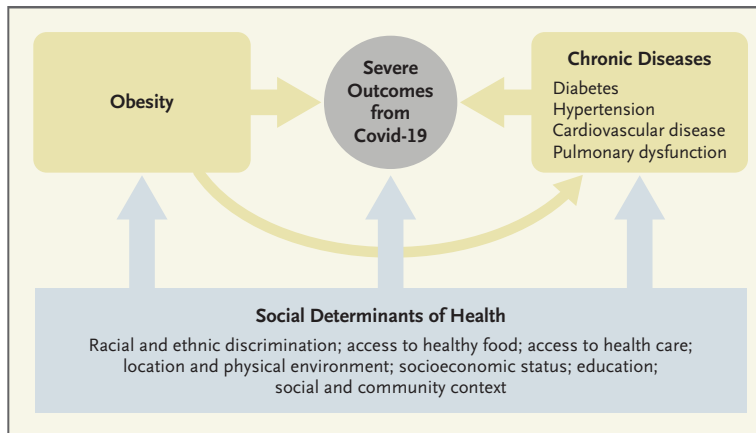 Obesity
Severe
Outcomes
from
Covid-19
Chronic Diseases
Diabetes
Hypertension
Cardiovascular disease
Pulmonary dysfunction
Social Determinants of Health
Racial and ethnic discrimination; access to healthy food; access to health care;
location and physical environment; socioeconomic status; education;
social and community context